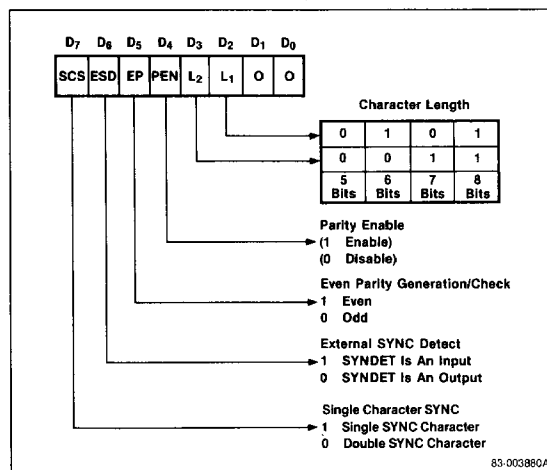 D7 D6 D5 D4 D3 D2 D1 D0
SCS ESD EP PEN L2 L1 O O
Character Length
0 1 0 1
0 0 1 1
5 Bits 6 Bits 7 Bits 8 Bits
Parity Enable
(1 Enable)
(0 Disable)
Even Parity Generation/Check
1 Even
0 Odd
External SYNC Detect
1 SYNDET Is An Input
0 SYNDET Is An Output
Single Character SYNC
1 Single SYNC Character
0 Double SYNC Character
83-003880A